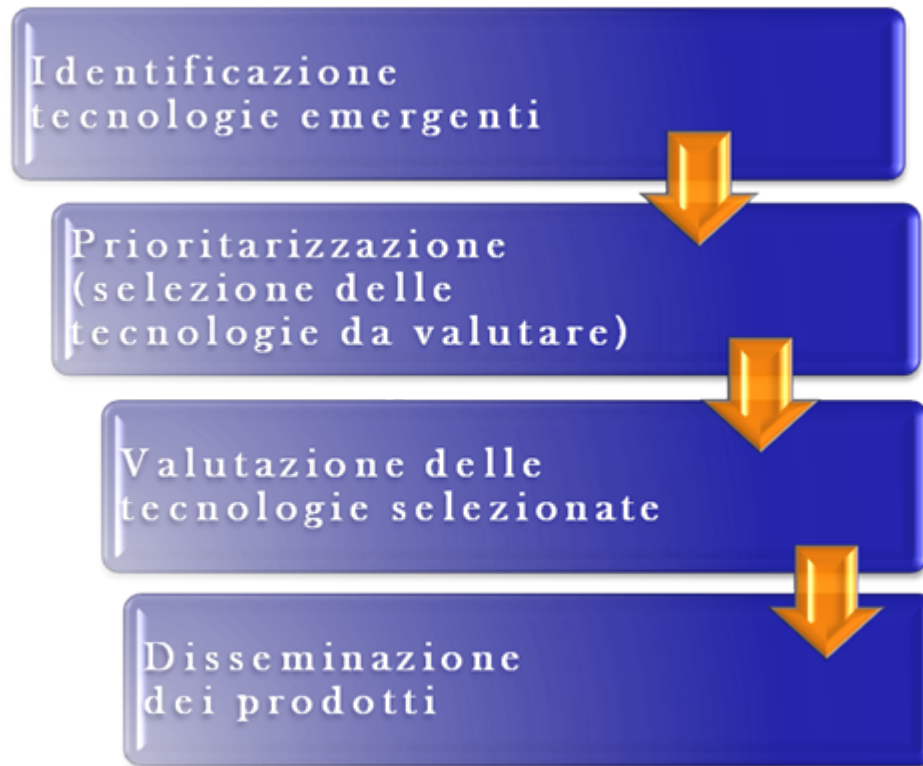 Identificazione
tecnologie emergenti
Prioritarizzazione
(selezione delle
tecnologie da valutare)
Valutazione delle
tecnologie selezionate
Disseminazione
dei prodotti